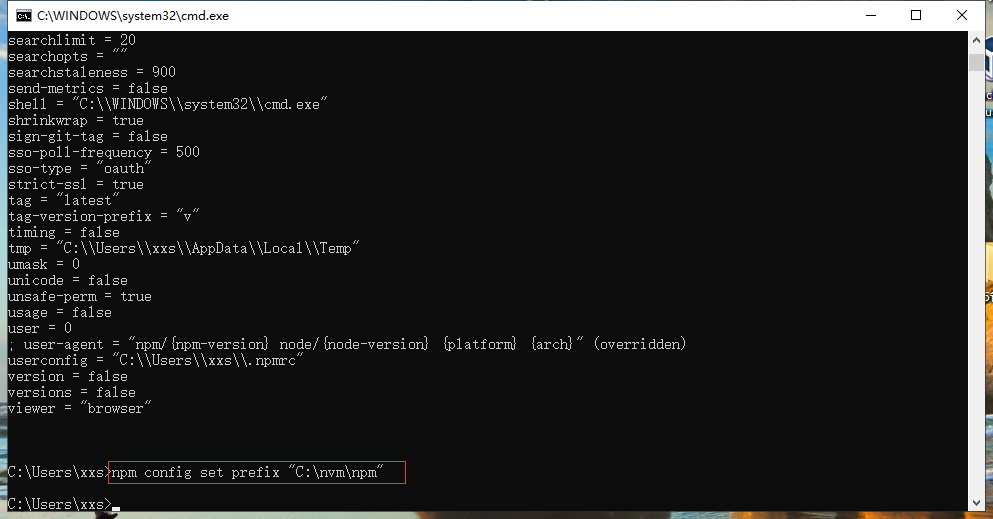 C:\WINDOWS\system32\cmd.exe
searchlimit = 20
searchopts = ""
searchstaleness = 900
send-metrics = false
shell = "C:\\WINDOWS\\system32\\cmd.exe"
shrinkwrap = true
sign-git-tag = false
sso-poll-frequency = 500
sso-type = "oauth"
strict-ssl = true
tag = "latest"
tag-version-prefix = "v"
timing = false
tmp = "C:\\Users\\xxs\\AppData\\Local\\Temp"
umask = 0
unicode = false
unsafe-perm = true
usage = false
user = 0
; user-agent = "npm/{npm-version} node/{node-version} {platform} {arch}" (overridden)
userconfig = "C:\\Users\\xxs\\.npmrc"
version = false
versions = false
viewer = "browser"
C:\Users\xxs>npm config set prefix "C:\nvm\npm"
C:\Users\xxs>